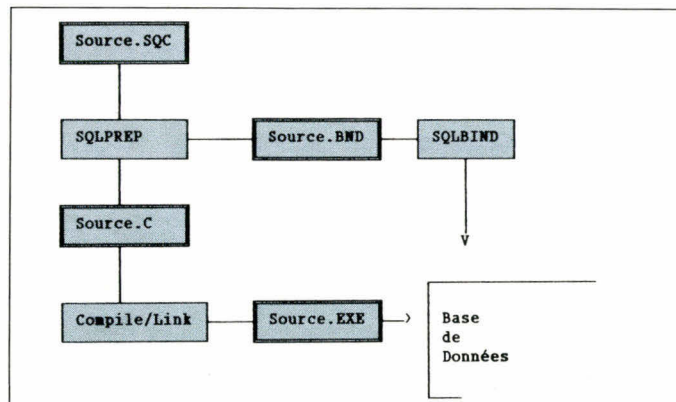 Source.SQC
SQLPREP
Source.BND
SQLBIND
Source.C
V
Compile/Link
Source.EXE
>
Base
de
Données